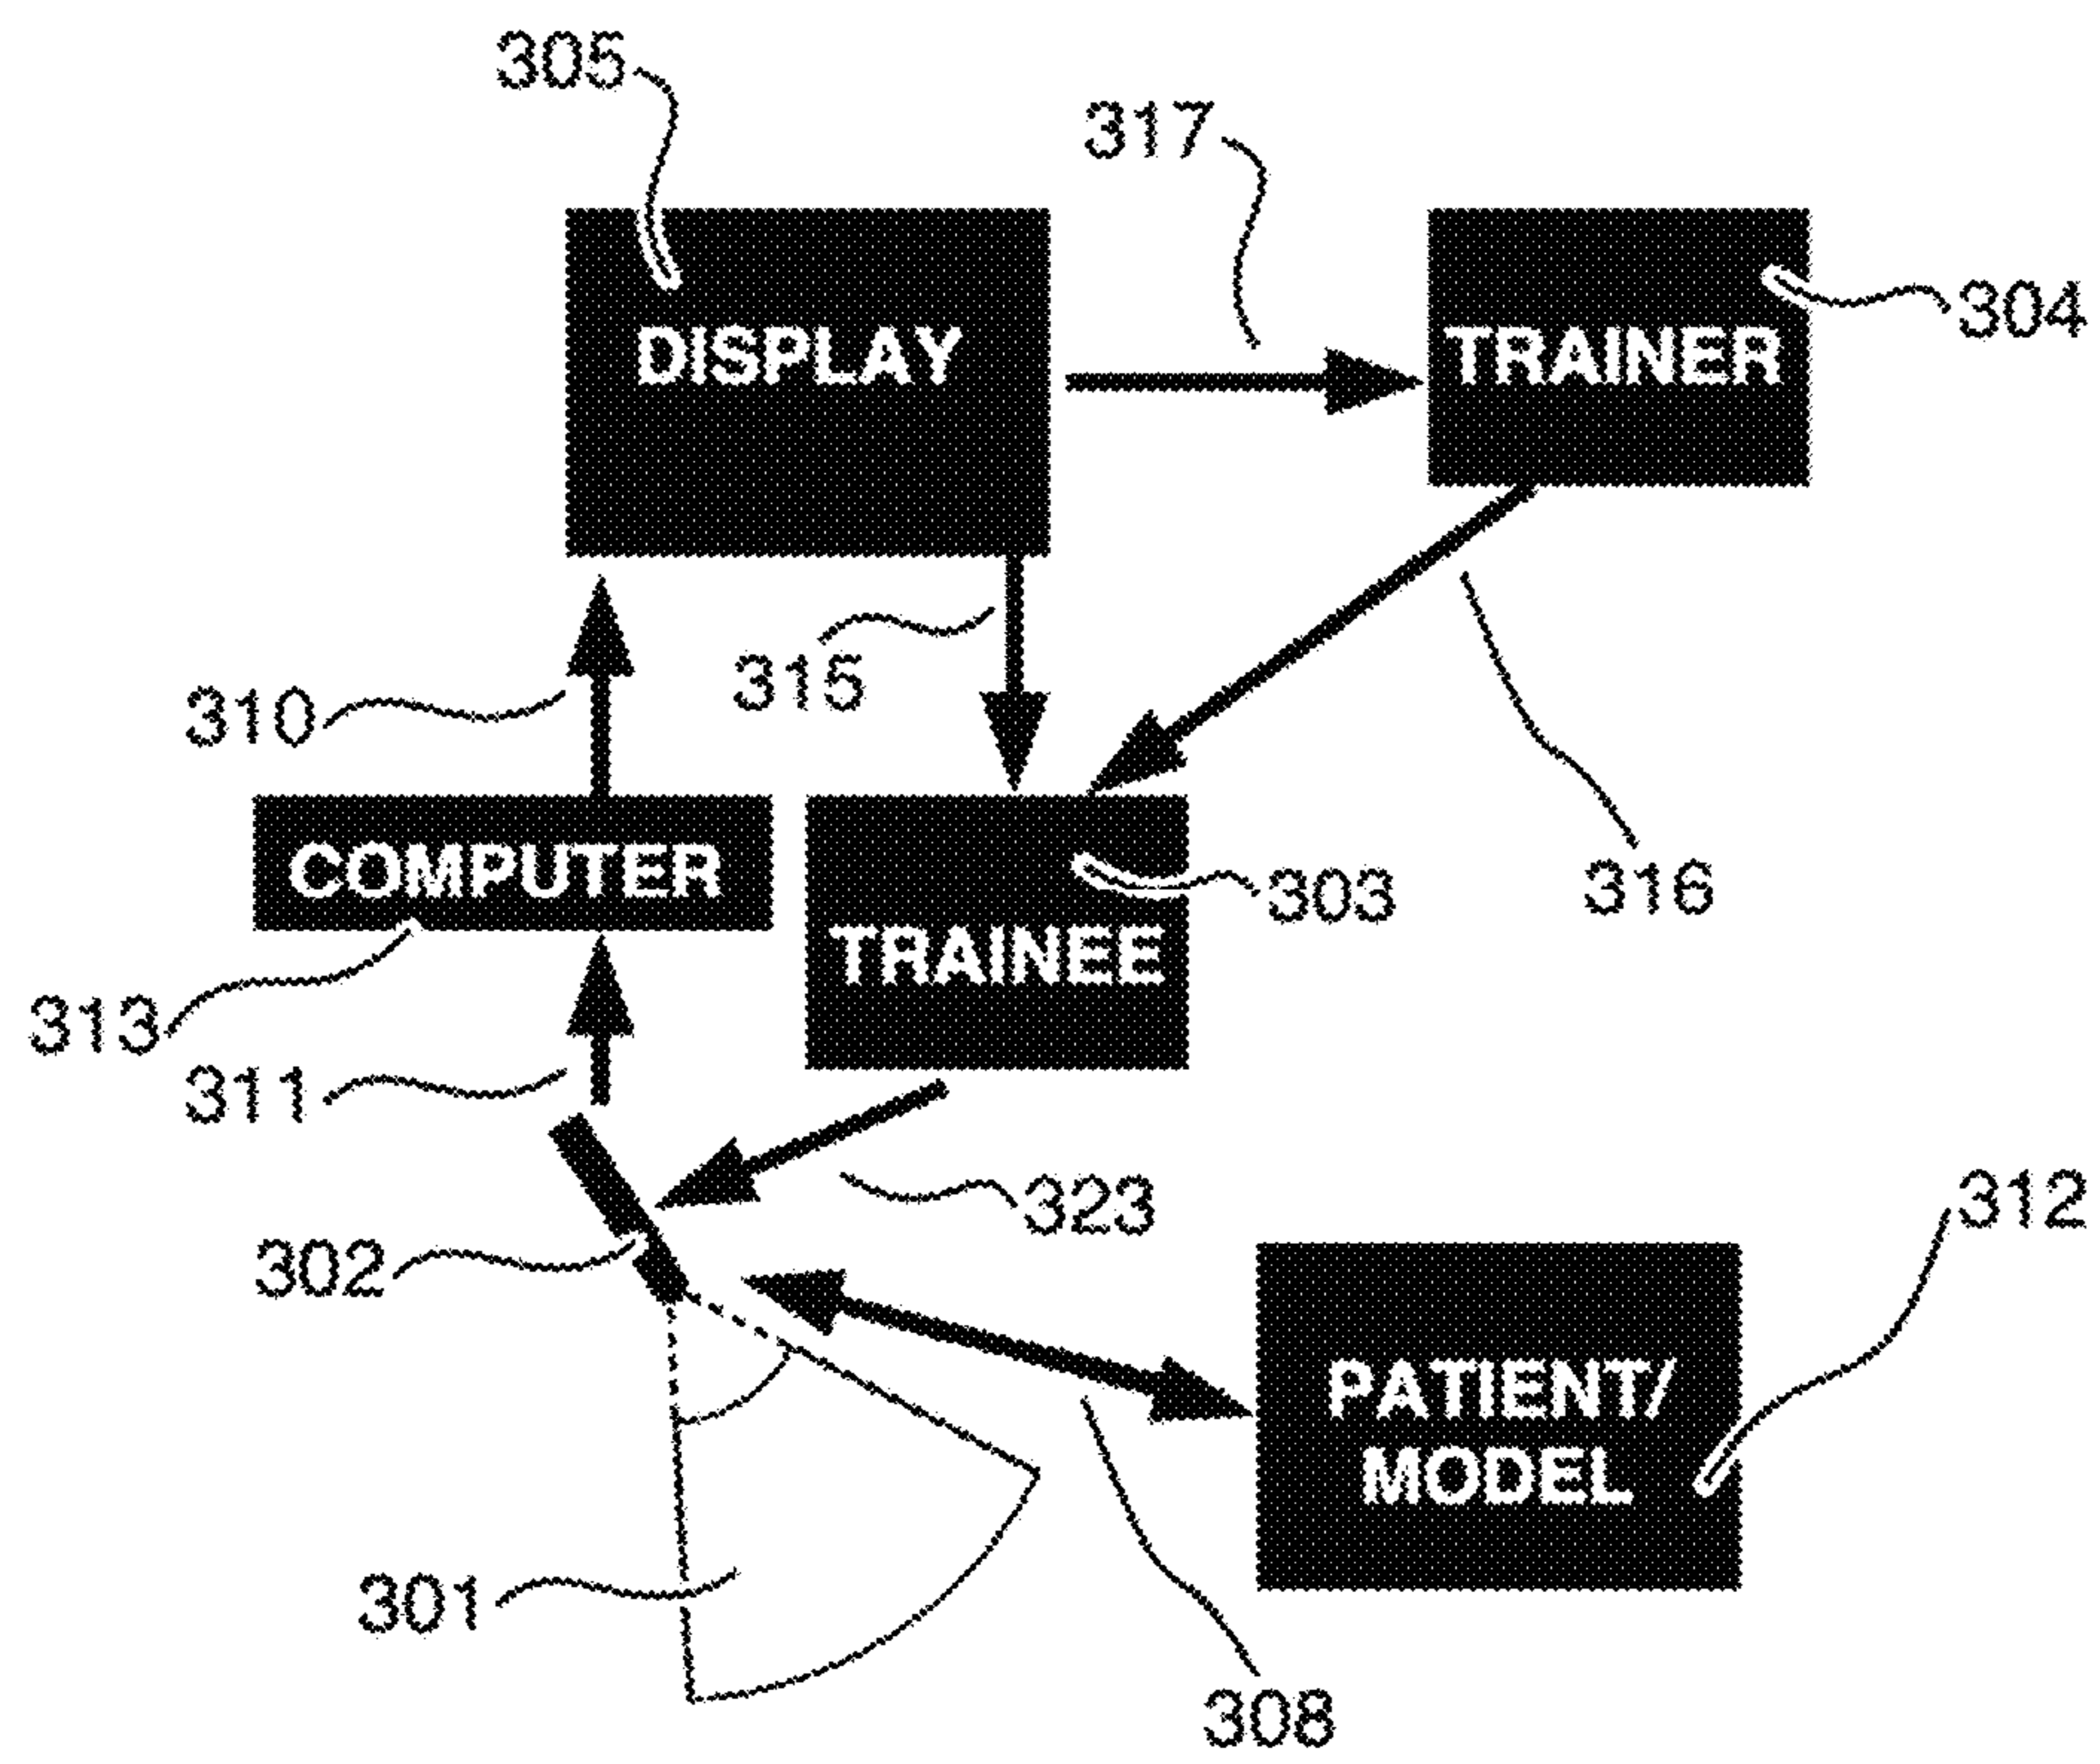 305
317
304
DISPLAY
TRAINER
315
310
316
COMPUTER
303
TRAINEE
313
311
323
312
302
PATIENT/
MODEL
301
308